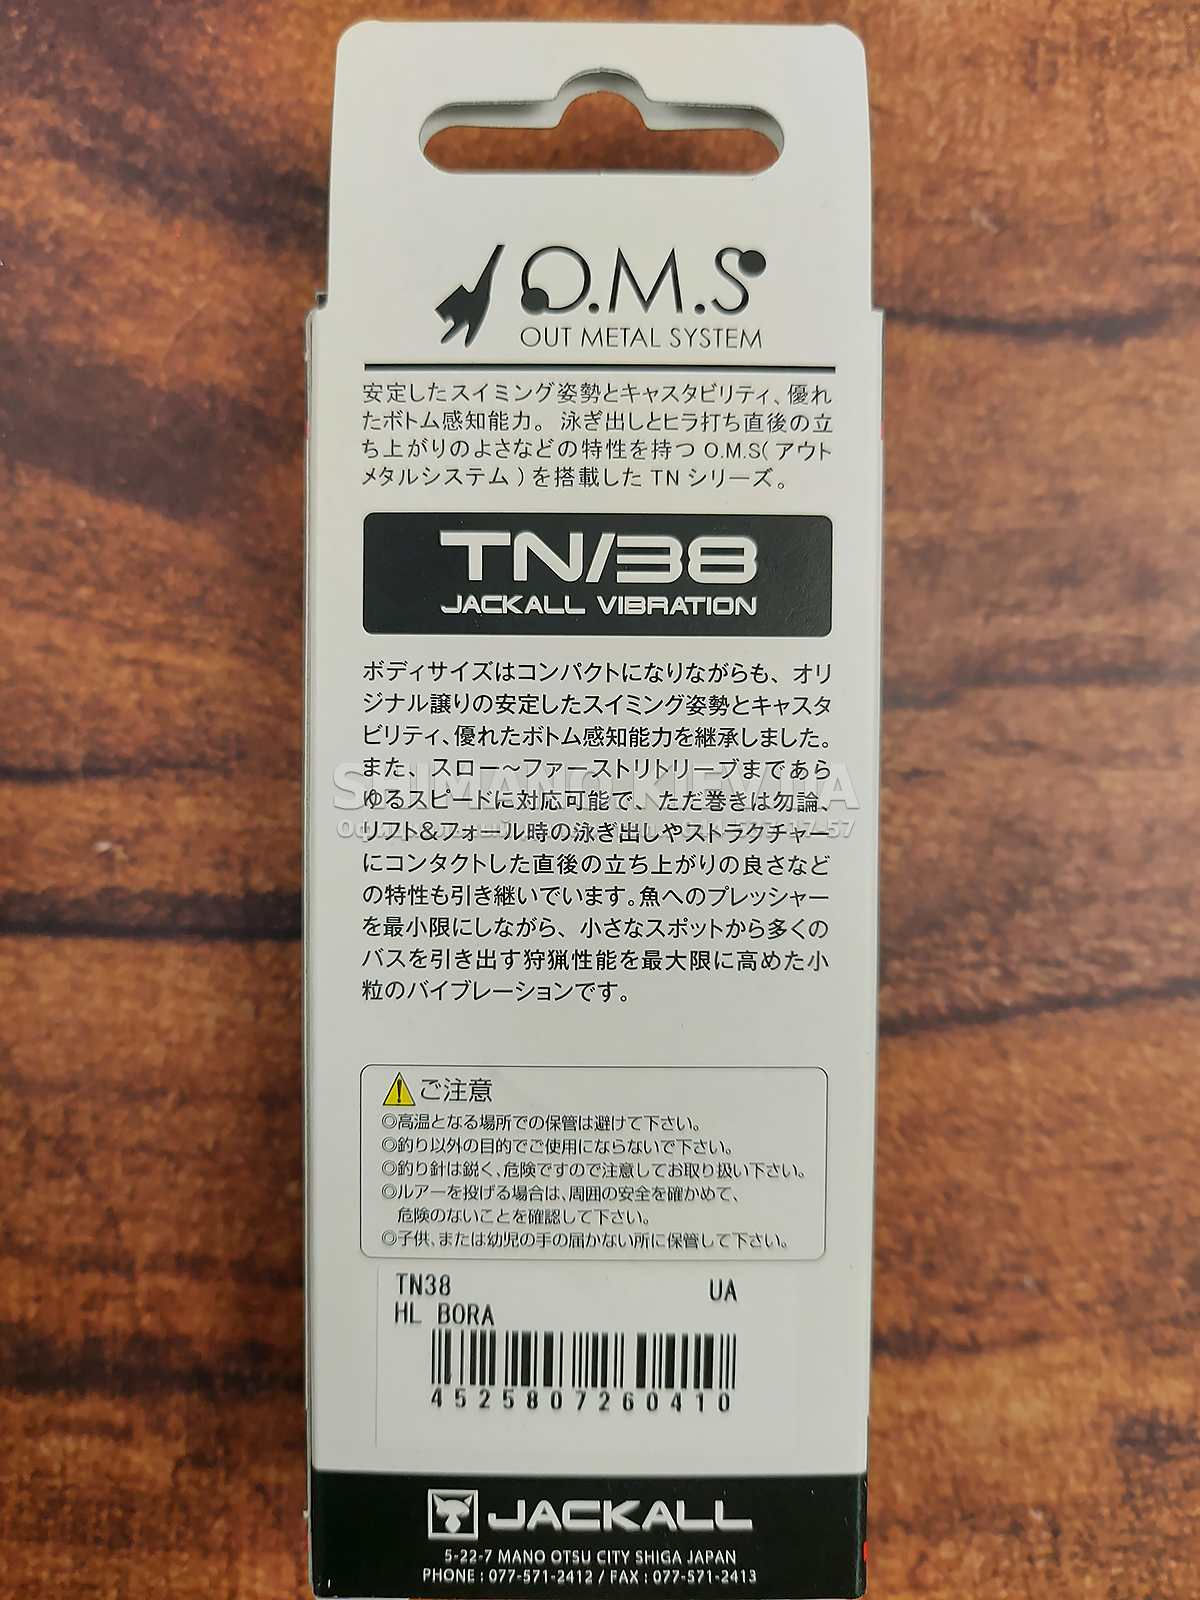 O.M.S
OUT METAL SYSTEM
安定したスイミング姿勢とキャスタビリティ、優れ
たボトム感知能力。泳ぎ出しとヒラ打ち直後の立
ち上がりのよさなどの特性を持つ O.M.S(アウト
メタルシステム)を搭載した TN シリーズ。
TN/38
JACKALL VIBRATION
ボディサイズはコンパクトになりながらも、オリ
ジナル譲りの安定したスイミング姿勢とキャスタ
ビリティ、優れたボトム感知能力を継承しました。
また、スロー～ファーストリトリーブまであら
ゆるスピードに対応可能で、ただ巻きは勿論、
リフト&フォール時の泳ぎ出しやストラクチャー
にコンタクトした直後の立ち上がりの良さなど
の特性も引き継いでいます。魚へのプレッシャー
を最小限にしながら、小さなスポットから多くの
バスを引き出す狩猟性能を最大限に高めた小
粒のバイブレーションです。
SHIMANO.KIEV.UA
ご注意
◎高温となる場所での保管は避けて下さい。
◎釣り以外の目的でご使用にならないで下さい。
◎釣り針は鋭く、危険ですので注意してお取り扱い下さい。
◎ルアーを投げる場合は、周囲の安全を確かめて、
危険のないことを確認して下さい。
◎子供、または幼児の手の届かない所に保管して下さい。
TN38 UA
HL BORA
4525807260410
JACKALL
5-22-7 MANO OTSU CITY SHIGA JAPAN
PHONE : 077-571-2412 / FAX : 077-571-2413